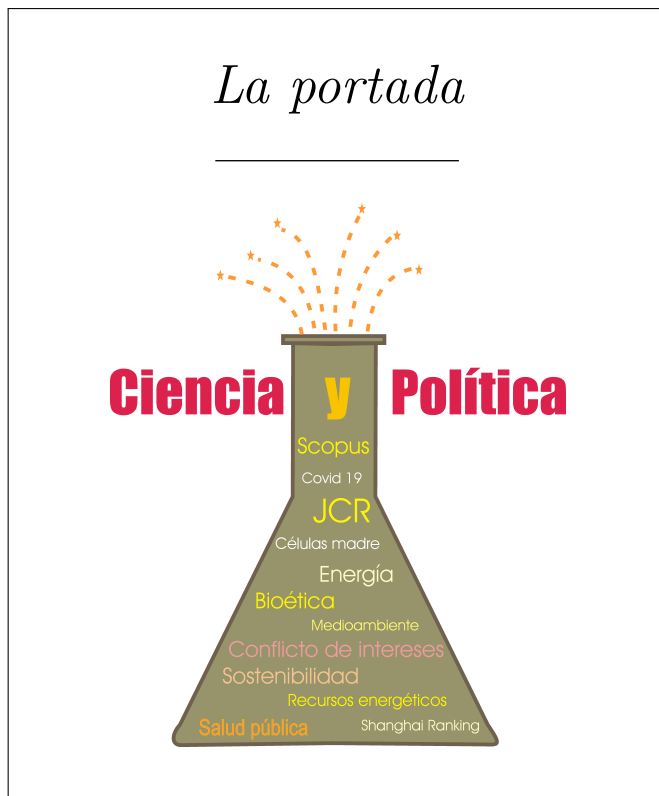 La portada
Ciencia y Política
Scopus
Covid 19
JCR
Células madre
Energía
Bioética
Medioambiente
Conflicto de intereses
Sostenibilidad
Recursos energéticos
Salud pública Shanghai Ranking